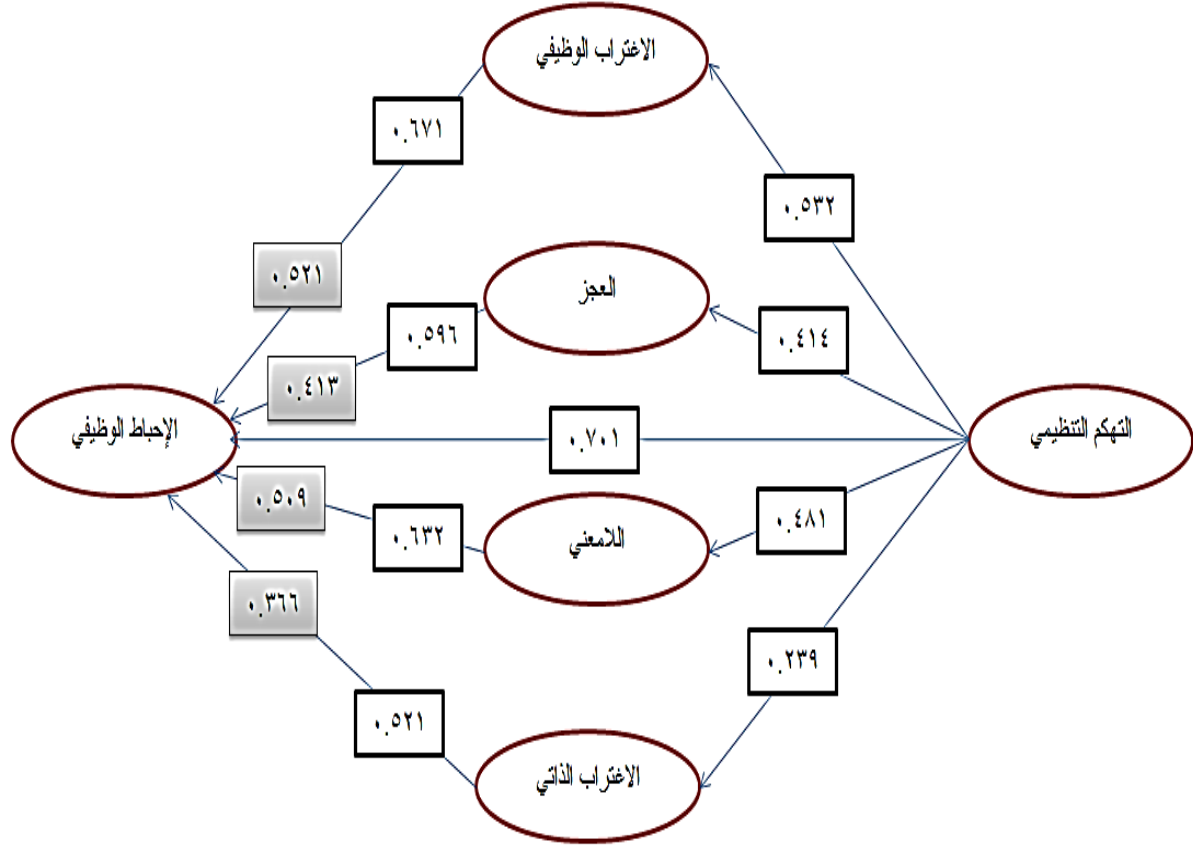 الاغتراب الوظيفي
٠.٦٧١
٠.٥٣٢
٠.٥٢١
العجز
٠.٤١٤
٠.٥٩٦
٠.٤١٣
التهكم التنظيمي
٠.٧٠١
الإحباط الوظيفي
٠.٤٨١
اللامعني
٠.٦٣٢
٠.٥٠٩
٠.٣٦٦
٠.٢٣٩
٠.٥٢١
الاغتراب الذاتي